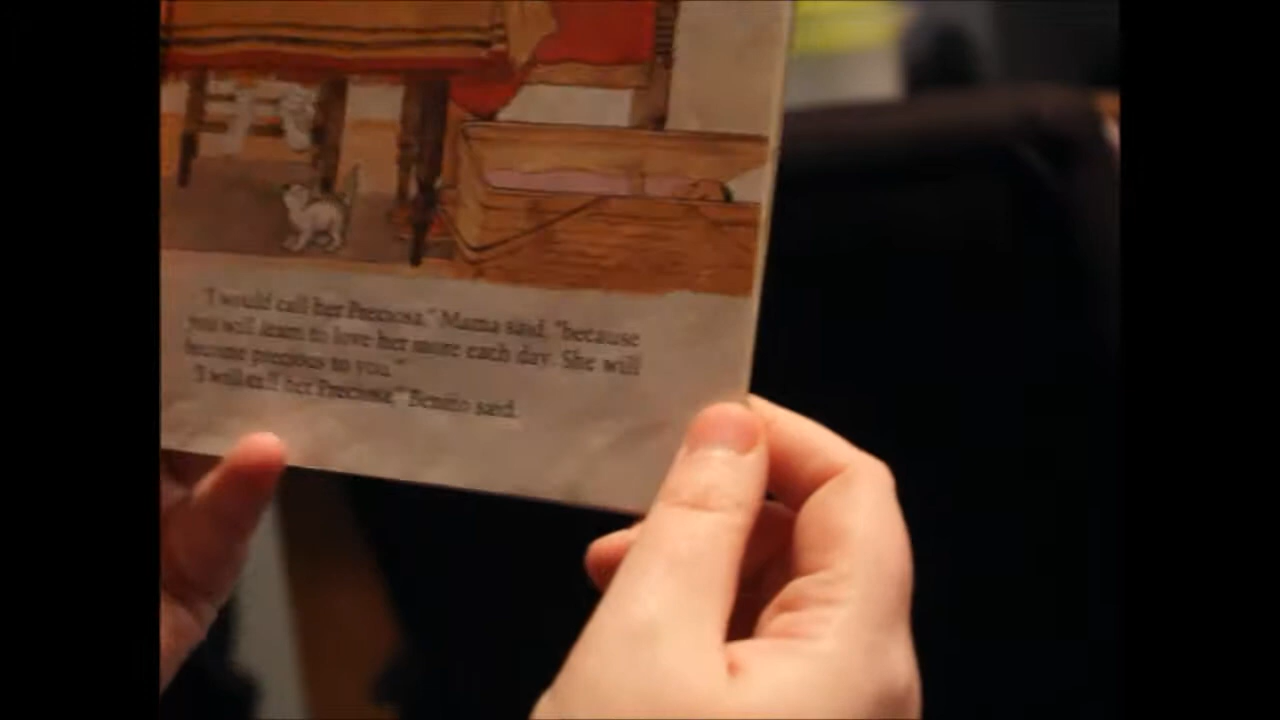 "I would call her Preciosa," Mama said, "because
you will learn to love her more each day. She will
become precious to you."
"I will call her Preciosa," Benito said.